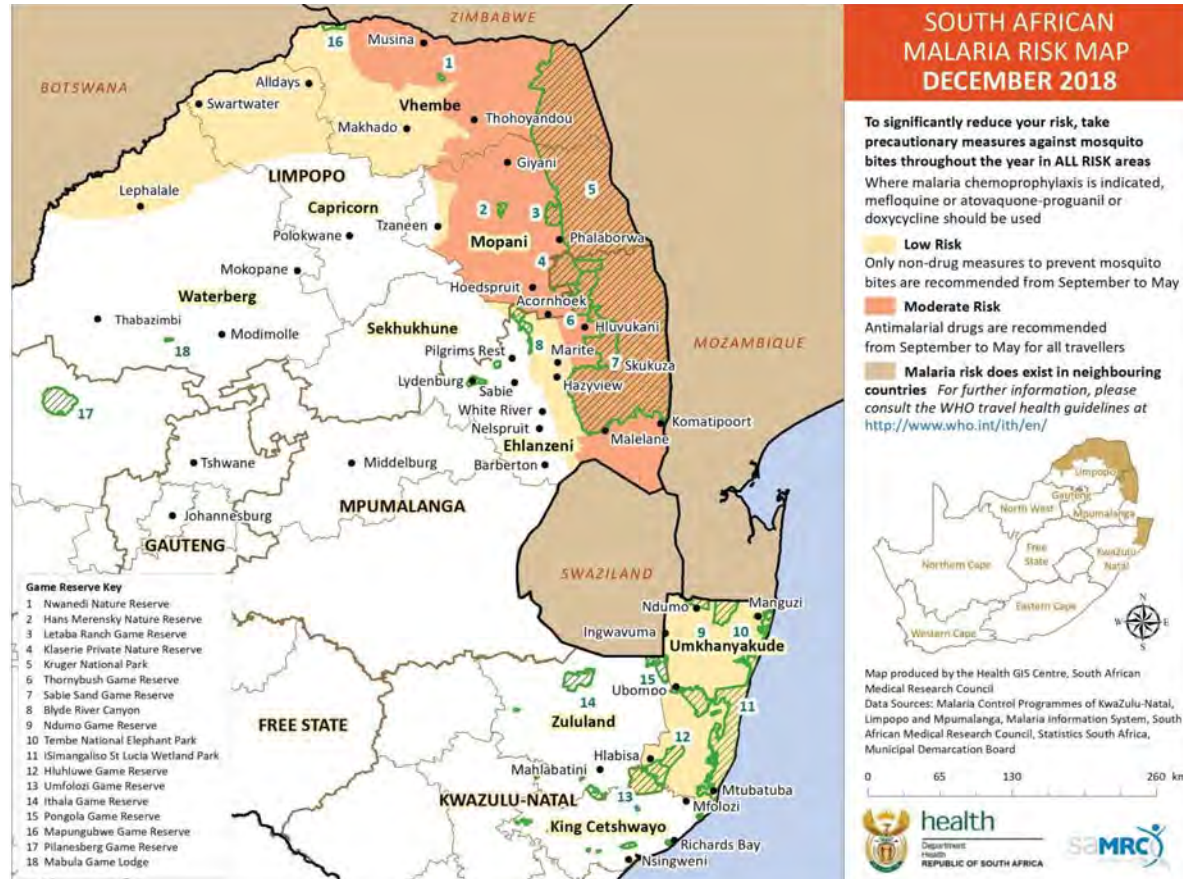 ZIMBABWE
BOTSWANA
16
Musina
1
Alldays
Swartwater
Vhembe
Makhado
Thohoyandou
Giyani
LIMPOPO
Lephalale
Capricorn
5
2
3
Tzaneen
Polokwane
Mopani
Phalaborwa
4
Mokopane
Hoedspruit
Waterberg
Acornhoek
Thabazimbi
Modimolle
Sekhukhune
6
Hluvukani
MOZAMBIQUE
18
8
Marite
Pilgrims Rest
7
Skukuza
Lydenburg
Sabie
Hazyview
17
White River
Nelspruit
Komatipoort
Malelane
Ehlanzeni
Tshwane
Middelburg
Barberton
Johannesburg
MPUMALANGA
GAUTENG
SWAZILAND
Ndumo
Manguzi
Ingwavuma
9
10
Umkhanyakude
15
Ubomoo
14
11
FREE STATE
Zululand
12
Hlabisa
Mahlabatini
KWAZULU-NATAL
13
Mtubatuba
Mfolozi
King Cetshwayo
Richards Bay
Nsingweni
Game Reserve Key
1 Nwanedi Nature Reserve
2 Hans Merensky Nature Reserve
3 Letaba Ranch Game Reserve
4 Klaserie Private Nature Reserve
5 Kruger National Park
6 Thornybush Game Reserve
7 Sabie Sand Game Reserve
8 Blyde River Canyon
9 Ndumo Game Reserve
10 Tembe National Elephant Park
11 iSimangaliso St Lucia Wetland Park
12 Hluhluwe Game Reserve
13 Umfolozi Game Reserve
14 Ithala Game Reserve
15 Pongola Game Reserve
16 Mapungubwe Game Reserve
17 Pilanesberg Game Reserve
18 Mabula Game Lodge
SOUTH AFRICAN
MALARIA RISK MAP
DECEMBER 2018
To significantly reduce your risk, take
precautionary measures against mosquito
bites throughout the year in ALL RISK areas
Where malaria chemoprophylaxis is indicated,
mefloquine or atovaquone-proguanil or
doxycycline should be used
Low Risk
Only non-drug measures to prevent mosquito
bites are recommended from September to May
Moderate Risk
Antimalarial drugs are recommended
from September to May for all travellers
Malaria risk does exist in neighbouring
countries For further information, please
consult the WHO travel health guidelines at
http://www.who.int/ith/en/
Limpopo
Gauteng
North West
Mpumalanga
Free
State
KwaZulu-
Natal
Northern Cape
Eastern Cape
Western Cape
N
W
E
S
Map produced by the Health GIS Centre, South African
Medical Research Council
Data Sources: Malaria Control Programmes of KwaZulu-Natal,
Limpopo and Mpumalanga, Malaria Information System, South
African Medical Research Council, Statistics South Africa,
Municipal Demarcation Board
0 65 130 260 km
health
Department
Health
REPUBLIC OF SOUTH AFRICA
saMRC